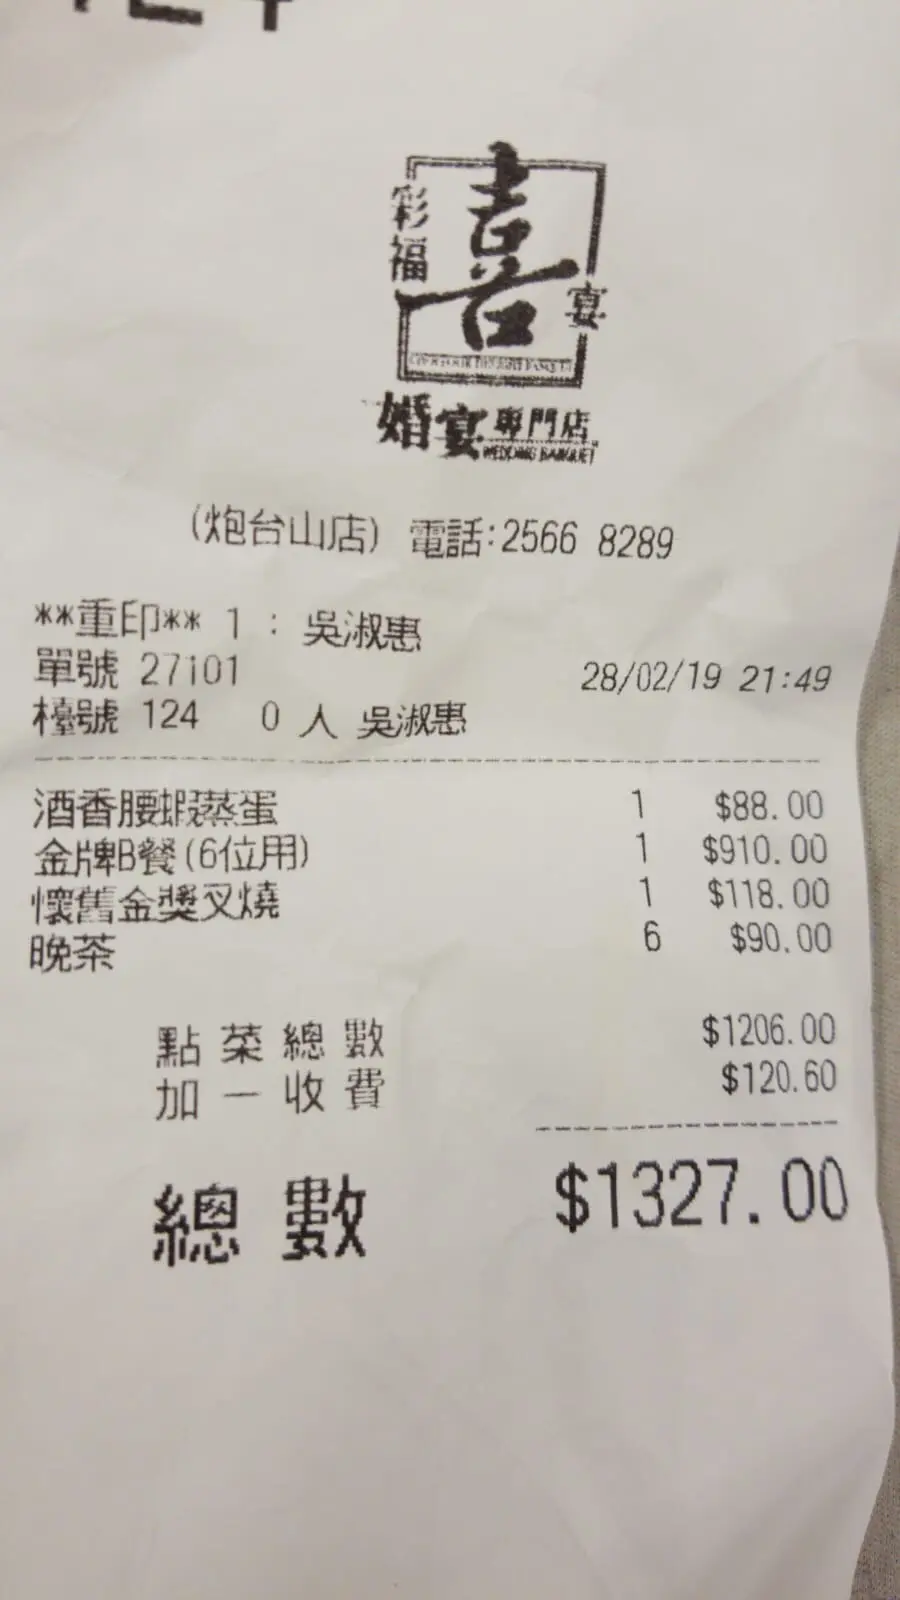 彩福
喜
宴
婚宴專門店
WEDDING BANQUET
(炮台山店) 電話:2566 8289
**重印** 1 : 吳淑惠
單號 27101 28/02/19 21:49
檯號 124 0 人 吳淑惠
酒香腰蝦蒸蛋 1 $88.00
金牌B餐(6位用) 1 $910.00
懷舊金獎叉燒 1 $118.00
晚茶 6 $90.00
點菜總數 $1206.00
加一收費 $120.60
總數 $1327.00